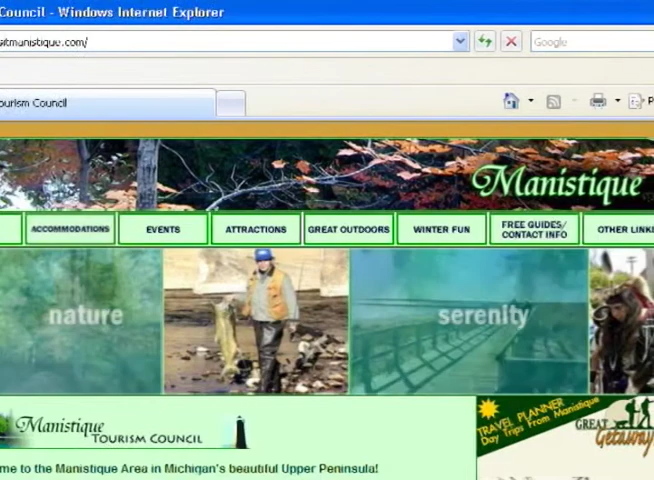 Council - Windows Internet Explorer
sitmanistique.com/
Google
ourism Council
P
Manistique
ACCOMMODATIONS EVENTS ATTRACTIONS GREAT OUTDOORS WINTER FUN FREE GUIDES/ CONTACT INFO OTHER LINK
nature
serenity
Manistique
TOURISM COUNCIL
TRAVEL PLANNER
Day Trips From Manistique
GREAT
Getaway
me to the Manistique Area in Michigan's beautiful Upper Peninsula!